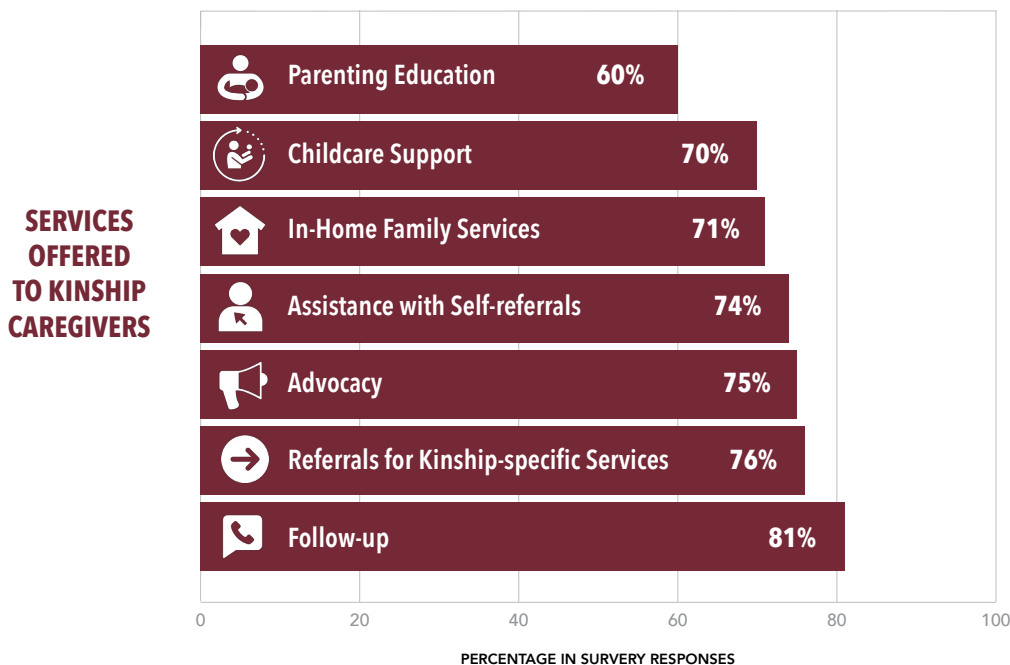 SERVICES
OFFERED
TO KINSHIP
CAREGIVERS
Parenting Education 60%
Childcare Support 70%
In-Home Family Services 71%
Assistance with Self-referrals 74%
Advocacy 75%
Referrals for Kinship-specific Services 76%
Follow-up 81%
0 20 40 60 80 100
PERCENTAGE IN SURVERY RESPONSES